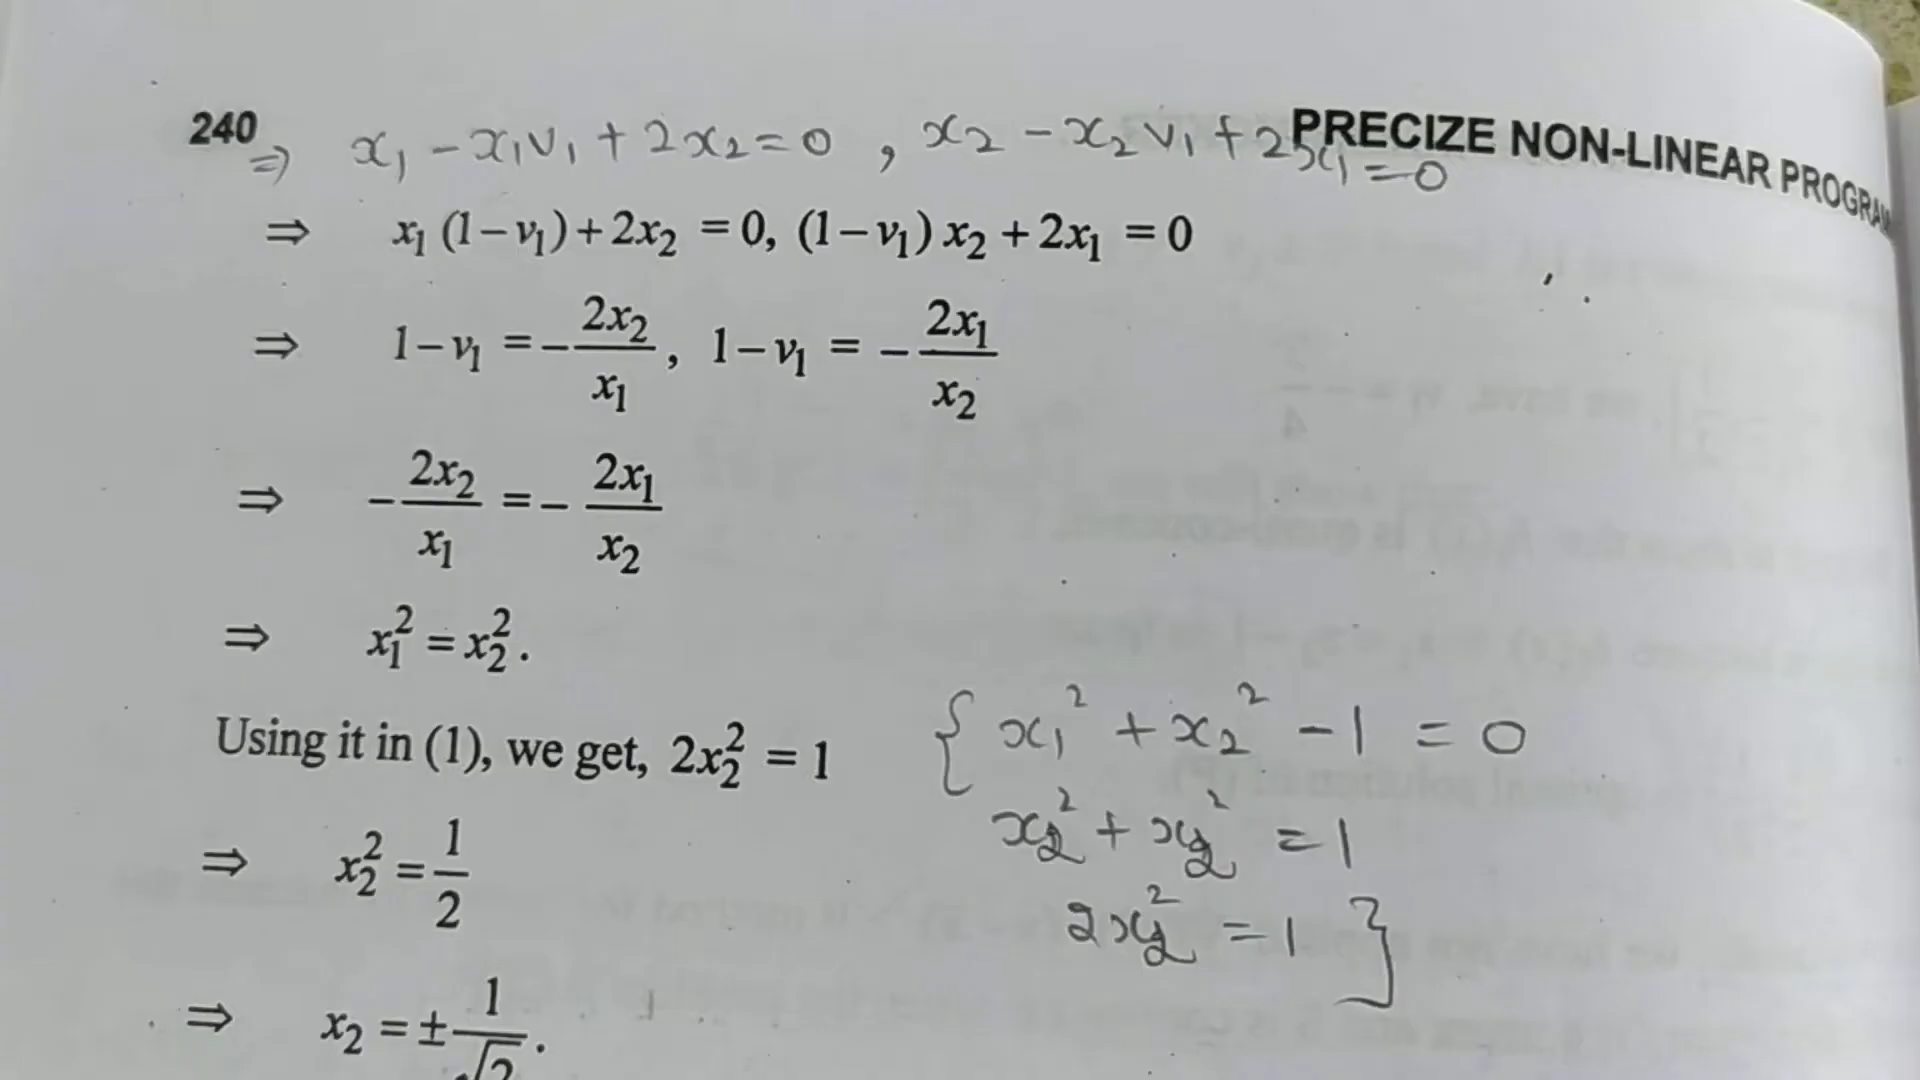 240 PRECIZE NON-LINEAR PROGRAM
⇒ x₁ - x₁v₁ + 2x₂ = 0 , x₂ - x₂v₁ + 2x₁ = 0
⇒ x₁ (1 – v₁) + 2x₂ = 0, (1 – v₁) x₂ + 2x₁ = 0
⇒ 1 – v₁ = – 2x₂/x₁ , 1 – v₁ = – 2x₁/x₂
⇒ – 2x₂/x₁ = – 2x₁/x₂
⇒ x₁² = x₂².
Using it in (1), we get, 2x₂² = 1
{ x₁² + x₂² - 1 = 0
x₂² + x₂² = 1
2x₂² = 1 }
⇒ x₂² = 1/2
⇒ x₂ = ± 1/√2 .